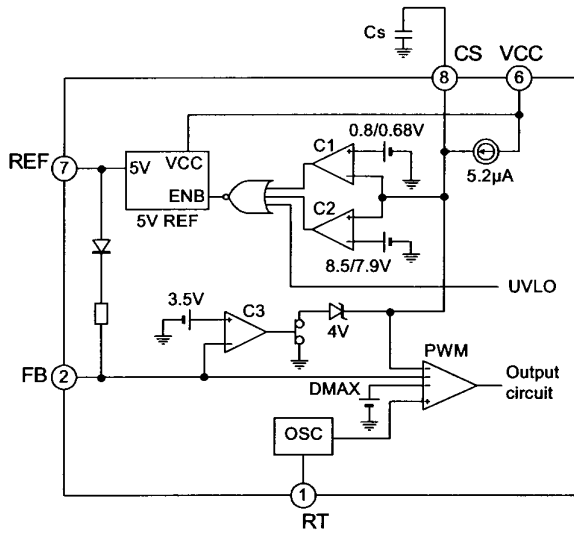 Cs
CS VCC
8 6
C1 0.8/0.68V
REF 7 5V VCC
ENB
5V REF
5.2µA
C2
8.5/7.9V
UVLO
3.5V
C3
4V
PWM
FB 2
DMAX
Output
circuit
OSC
1
RT